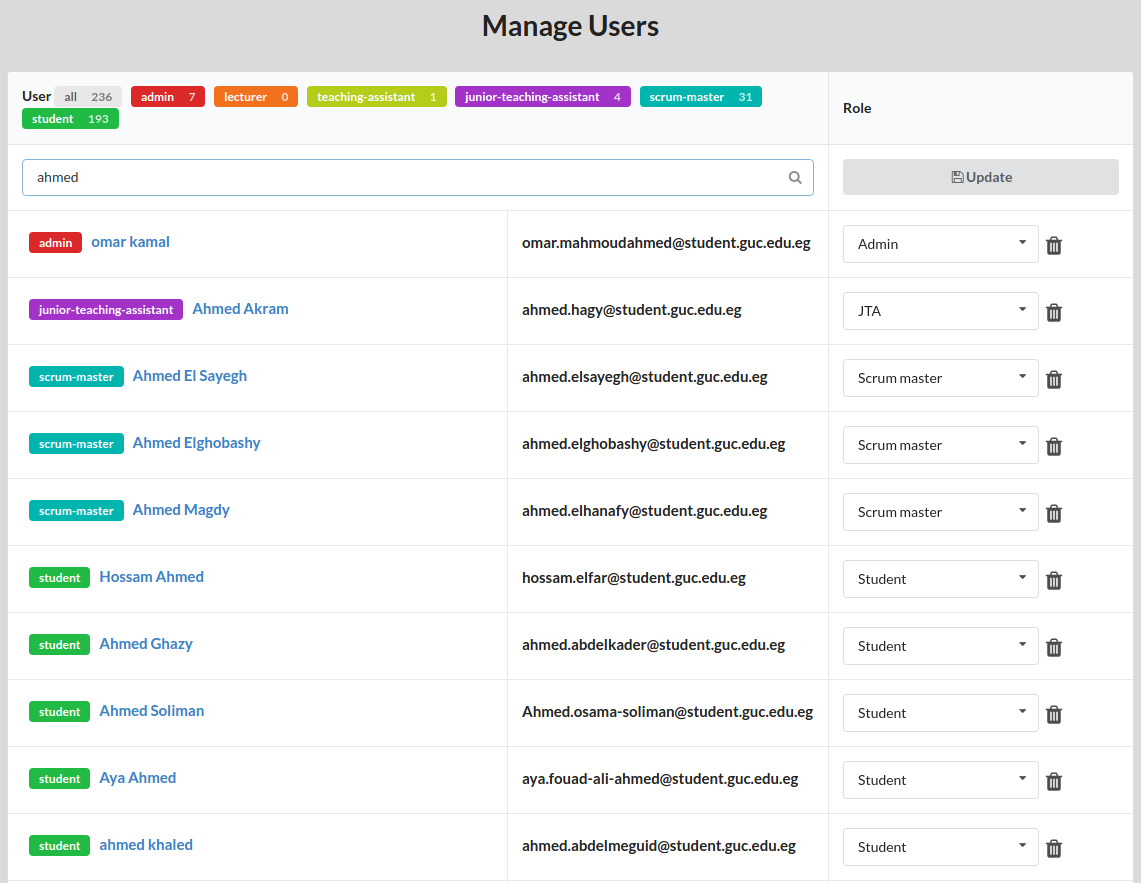 Manage Users
User all 236 admin 7 lecturer 0 teaching-assistant 1 junior-teaching-assistant 4 scrum-master 31
student 193
Role
ahmed
Update
admin omar kamal omar.mahmoudahmed@student.guc.edu.eg Admin
junior-teaching-assistant Ahmed Akram ahmed.hagy@student.guc.edu.eg JTA
scrum-master Ahmed El Sayegh ahmed.elsayegh@student.guc.edu.eg Scrum master
scrum-master Ahmed Elghobashy ahmed.elghobashy@student.guc.edu.eg Scrum master
scrum-master Ahmed Magdy ahmed.elhanafy@student.guc.edu.eg Scrum master
student Hossam Ahmed hossam.elfar@student.guc.edu.eg Student
student Ahmed Ghazy ahmed.abdelkader@student.guc.edu.eg Student
student Ahmed Soliman Ahmed.osama-soliman@student.guc.edu.eg Student
student Aya Ahmed aya.fouad-ali-ahmed@student.guc.edu.eg Student
student ahmed khaled ahmed.abdelmeguid@student.guc.edu.eg Student